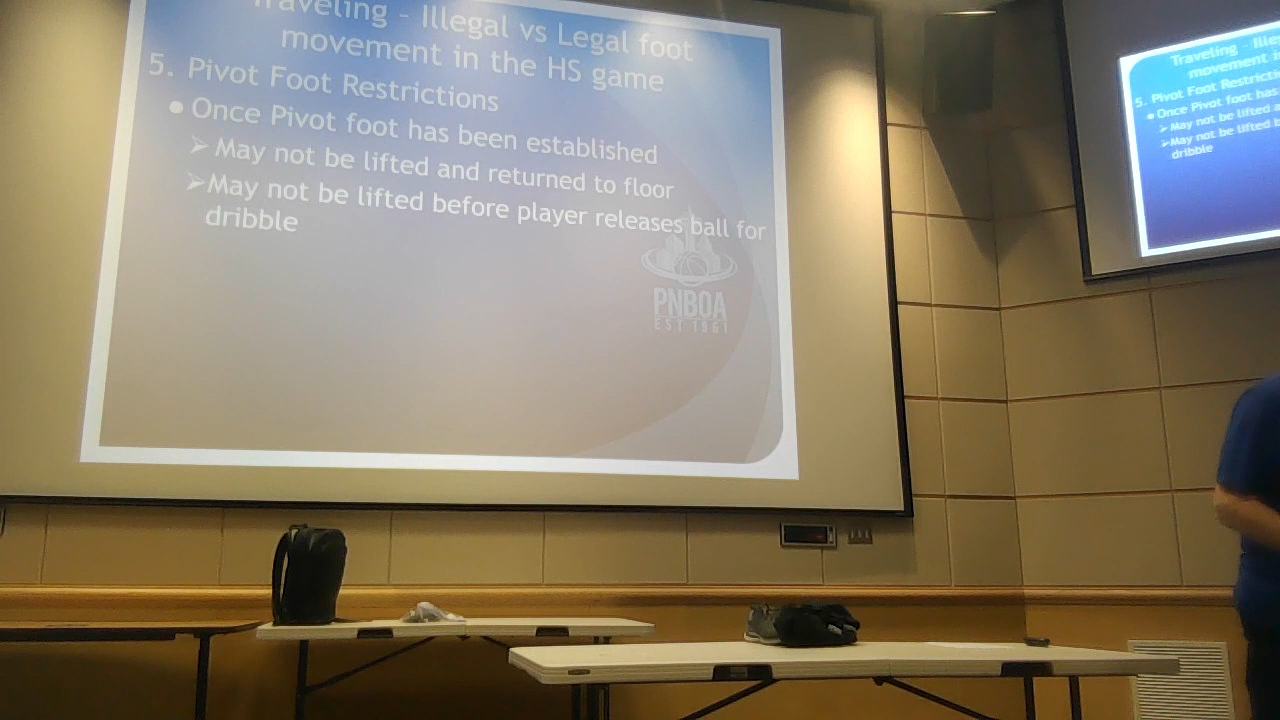 Traveling - Illegal vs Legal foot
movement in the HS game
5. Pivot Foot Restrictions
• Once Pivot foot has been established
➢ May not be lifted and returned to floor
➢ May not be lifted before player releases ball for
dribble
PNBOA
EST 1961
Traveling - Ille
movement i
5. Pivot Foot Restricti
• Once Pivot foot has
➢ May not be lifted a
➢ May not be lifted b
dribble